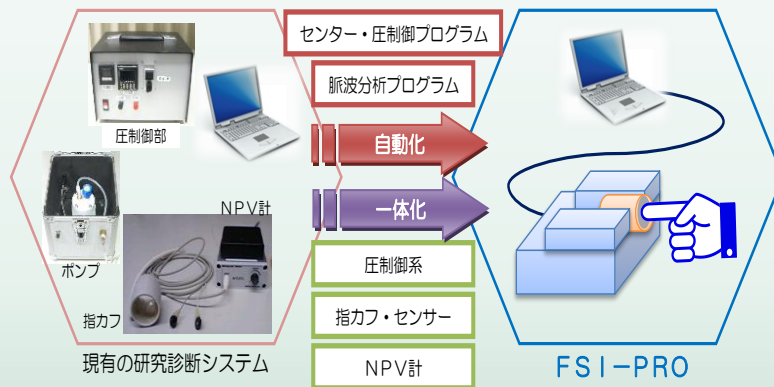 センター・圧制御プログラム
脈波分析プログラム
圧制御部
自動化
一体化
NPV計
ポンプ
指カフ
圧制御系
指カフ・センサー
NPV計
現有の研究診断システム
FSI-PRO